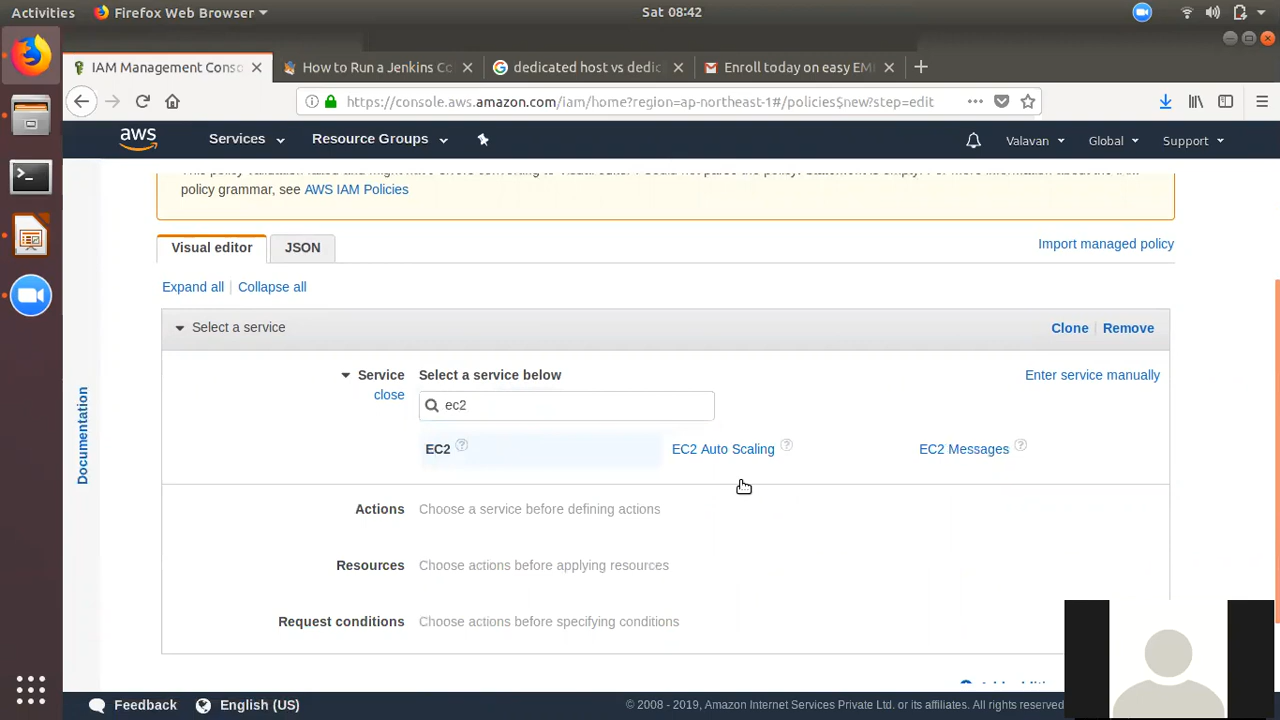 Activities
Firefox Web Browser
Sat 08:42
IAM Management Conso
How to Run a Jenkins Co
dedicated host vs dedic
Enroll today on easy EMI
https://console.aws.amazon.com/iam/home?region=ap-northeast-1#/policies$new?step=edit
aws
Services
Resource Groups
Valavan
Global
Support
policy grammar, see AWS IAM Policies
Visual editor
JSON
Import managed policy
Expand all
Collapse all
Select a service
Clone
Remove
Service
close
Select a service below
Enter service manually
ec2
EC2
EC2 Auto Scaling
EC2 Messages
Documentation
Actions
Choose a service before defining actions
Resources
Choose actions before applying resources
Request conditions
Choose actions before specifying conditions
Feedback
English (US)
© 2008 - 2019, Amazon Internet Services Private Ltd. or its affiliates. All rights reserved